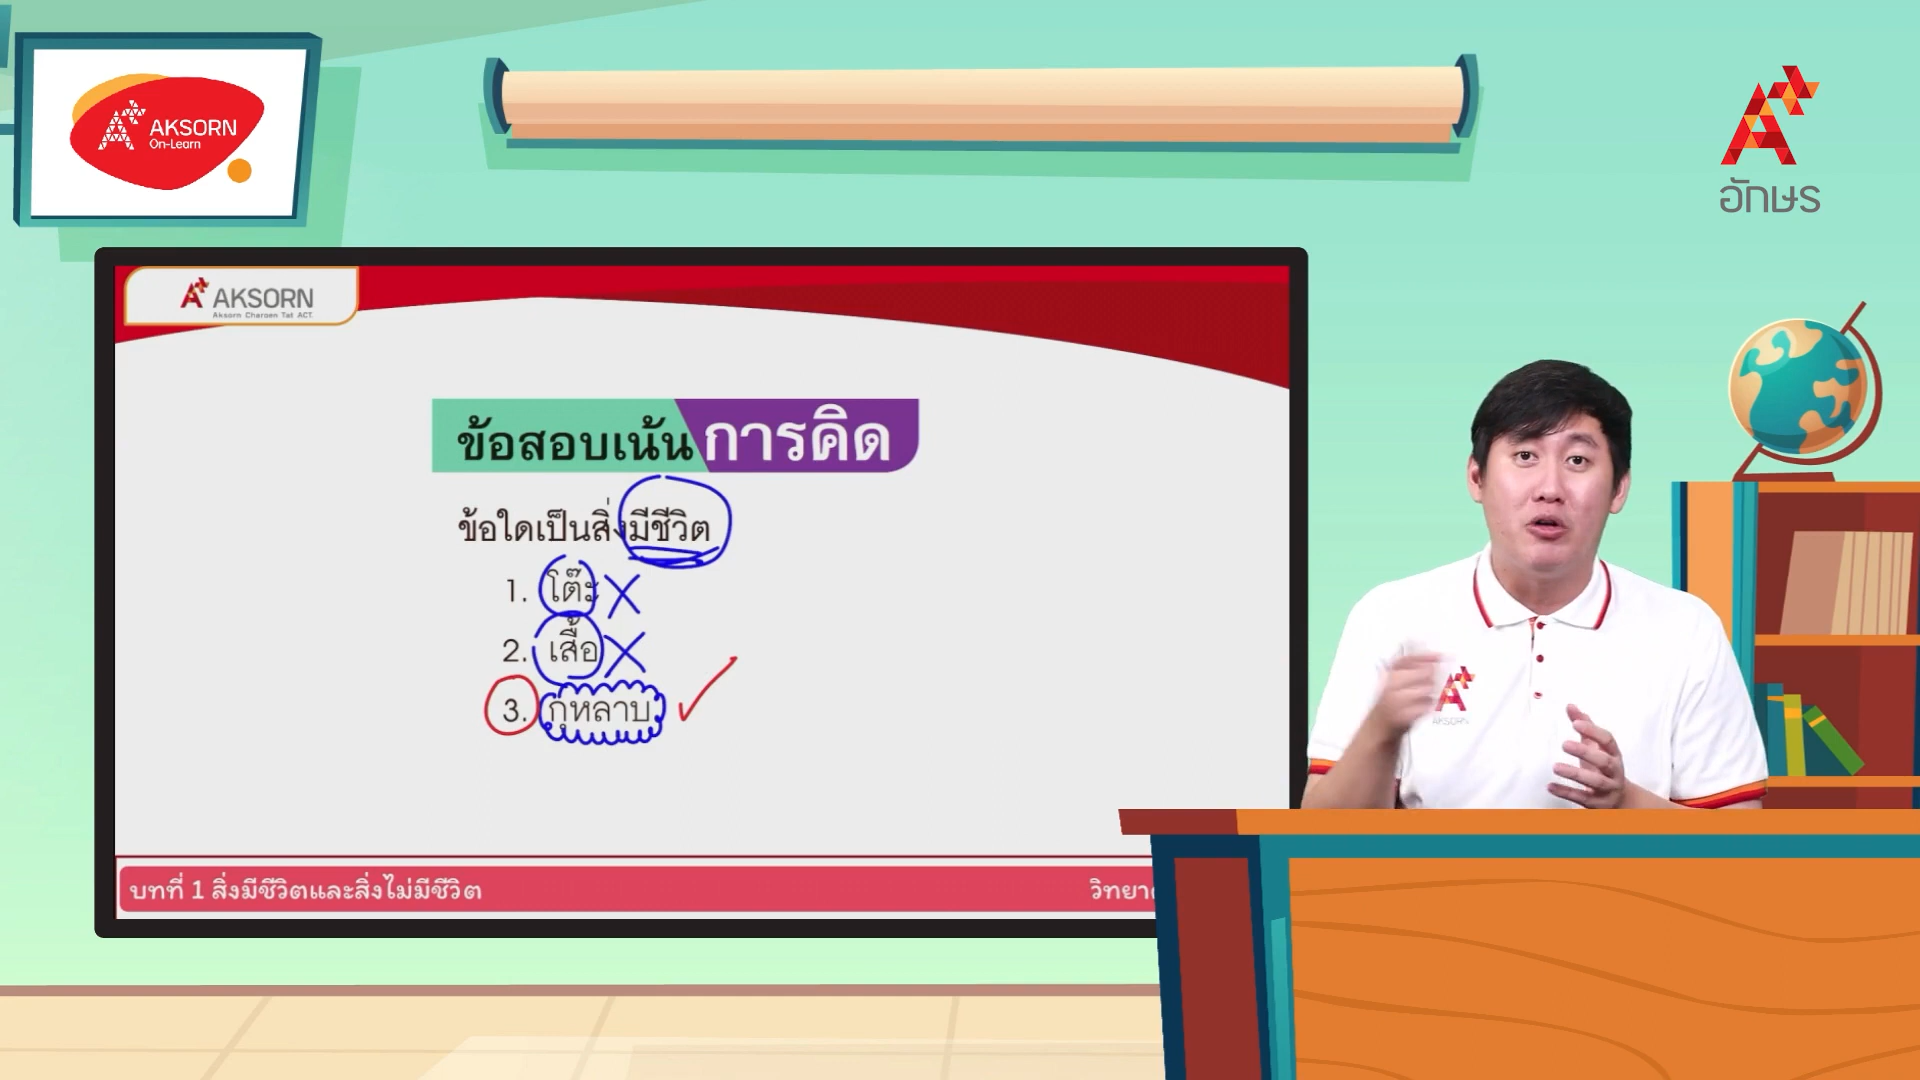 AKSORN
On-Learn
อักษร
AKSORN
Aksorn Charoen Tat ACT.
ข้อสอบเน้นการคิด
ข้อใดเป็นสิ่งมีชีวิต
1. โต๊ะ
2. เสื้อ
3. กุหลาบ
AKSORN
บทที่ 1 สิ่งมีชีวิตและสิ่งไม่มีชีวิต